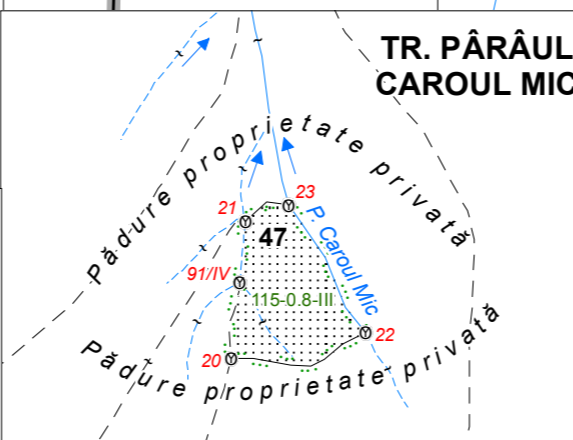 TR. PÂRÂUL
CAROUL MIC
Pădure proprietate privată
23
21
P. Caroul Mic
47
91/IV
115-0.8-III
22
20
Pădure proprietate privată